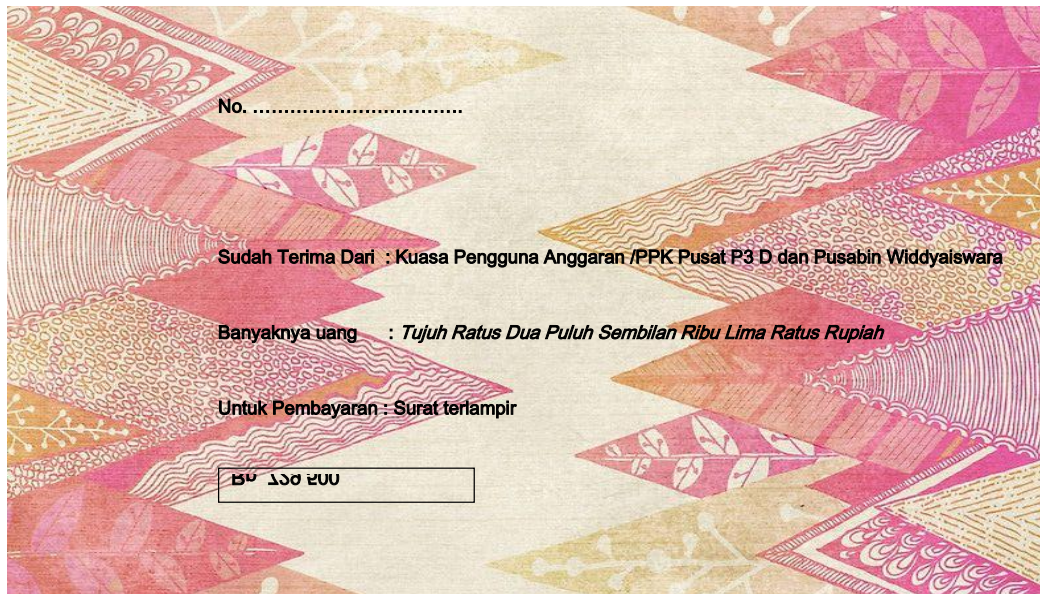 No. ……………………………..
Sudah Terima Dari : Kuasa Pengguna Anggaran /PPK Pusat P3 D dan Pusabin Widdyaiswara
Banyaknya uang : Tujuh Ratus Dua Puluh Sembilan Ribu Lima Ratus Rupiah
Untuk Pembayaran : Surat terlampir